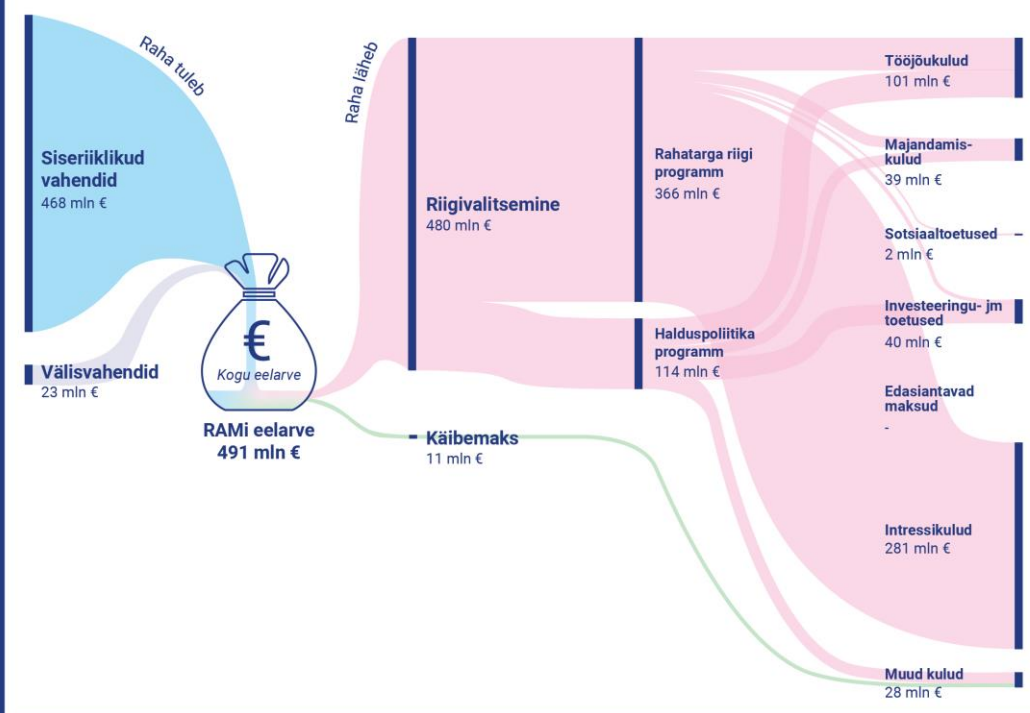 Raha tuleb
Siseriiklikud
vahendid
468 mln €
Välisvahendid
23 mln €
€
Kogu eelarve
RAMi eelarve
491 mln €
Raha läheb
Riigivalitsemine
480 mln €
Käibemaks
11 mln €
Rahatarga riigi
programm
366 mln €
Halduspoliitika
programm
114 mln €
Tööjõukulud
101 mln €
Majandamis-
kulud
39 mln €
Sotsiaaltoetused
2 mln €
Investeeringu- jm
toetused
40 mln €
Edasiantavad
maksud
-
Intressikulud
281 mln €
Muud kulud
28 mln €